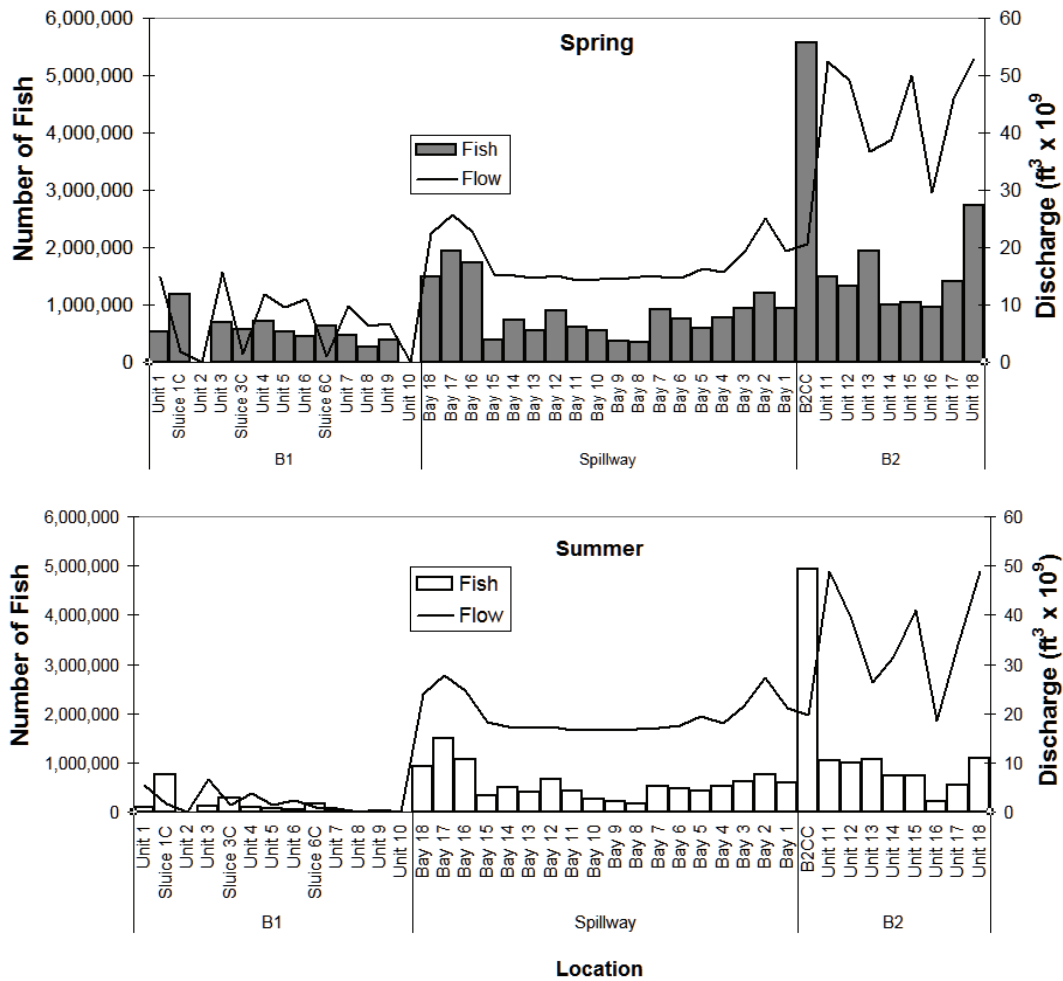 Spring
Number of Fish
6,000,000
5,000,000
4,000,000
3,000,000
2,000,000
1,000,000
0
Fish
Flow
60
50
40
30
20
10
0
Discharge (ft³ x 10⁹)
Unit 1
Sluice 1C
Unit 2
Unit 3
Sluice 3C
Unit 4
Unit 5
Unit 6
Sluice 6C
Unit 7
Unit 8
Unit 9
Unit 10
Bay 18
Bay 17
Bay 16
Bay 15
Bay 14
Bay 13
Bay 12
Bay 11
Bay 10
Bay 9
Bay 8
Bay 7
Bay 6
Bay 5
Bay 4
Bay 3
Bay 2
Bay 1
B2CC
Unit 11
Unit 12
Unit 13
Unit 14
Unit 15
Unit 16
Unit 17
Unit 18
B1
Spillway
B2
Summer
Number of Fish
6,000,000
5,000,000
4,000,000
3,000,000
2,000,000
1,000,000
0
Fish
Flow
60
50
40
30
20
10
0
Discharge (ft³ x 10⁹)
Unit 1
Sluice 1C
Unit 2
Unit 3
Sluice 3C
Unit 4
Unit 5
Unit 6
Sluice 6C
Unit 7
Unit 8
Unit 9
Unit 10
Bay 18
Bay 17
Bay 16
Bay 15
Bay 14
Bay 13
Bay 12
Bay 11
Bay 10
Bay 9
Bay 8
Bay 7
Bay 6
Bay 5
Bay 4
Bay 3
Bay 2
Bay 1
B2CC
Unit 11
Unit 12
Unit 13
Unit 14
Unit 15
Unit 16
Unit 17
Unit 18
B1
Spillway
B2
Location